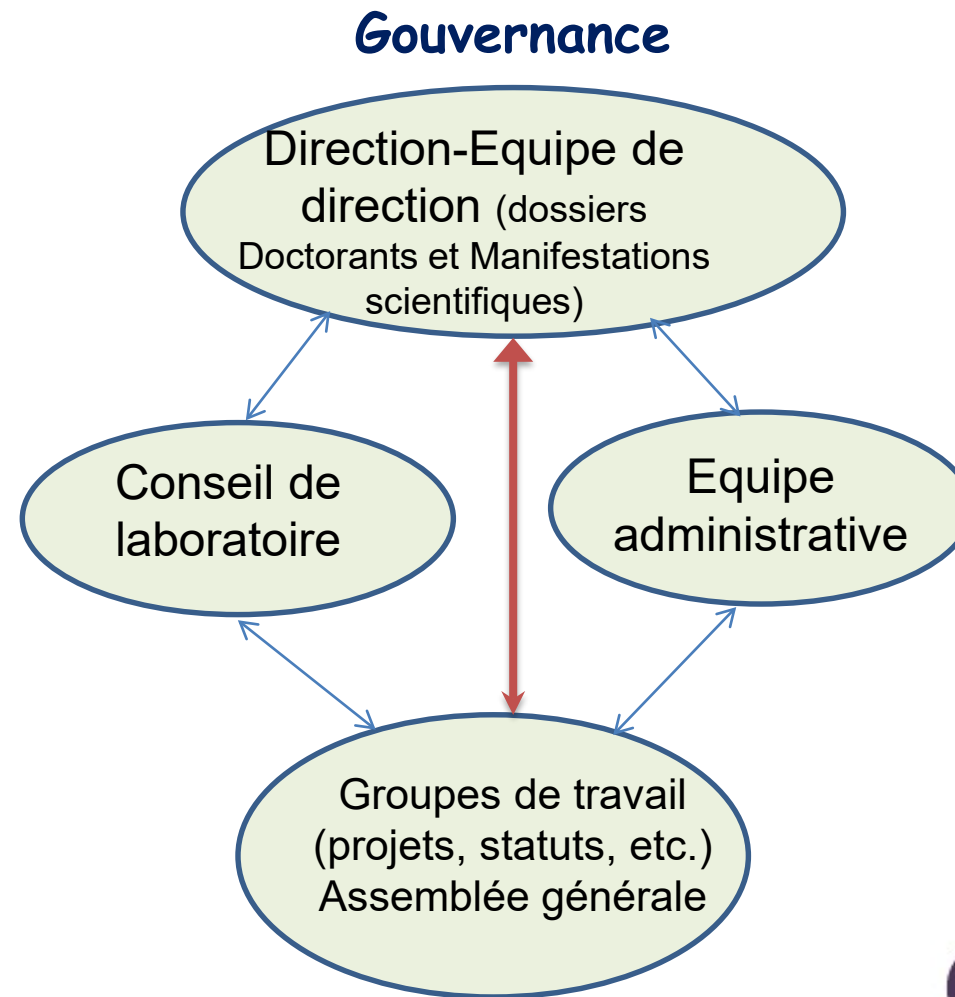 Gouvernance
Direction-Equipe de
direction (dossiers
Doctorants et Manifestations
scientifiques)
Conseil de
laboratoire
Equipe
administrative
Groupes de travail
(projets, statuts, etc.)
Assemblée générale